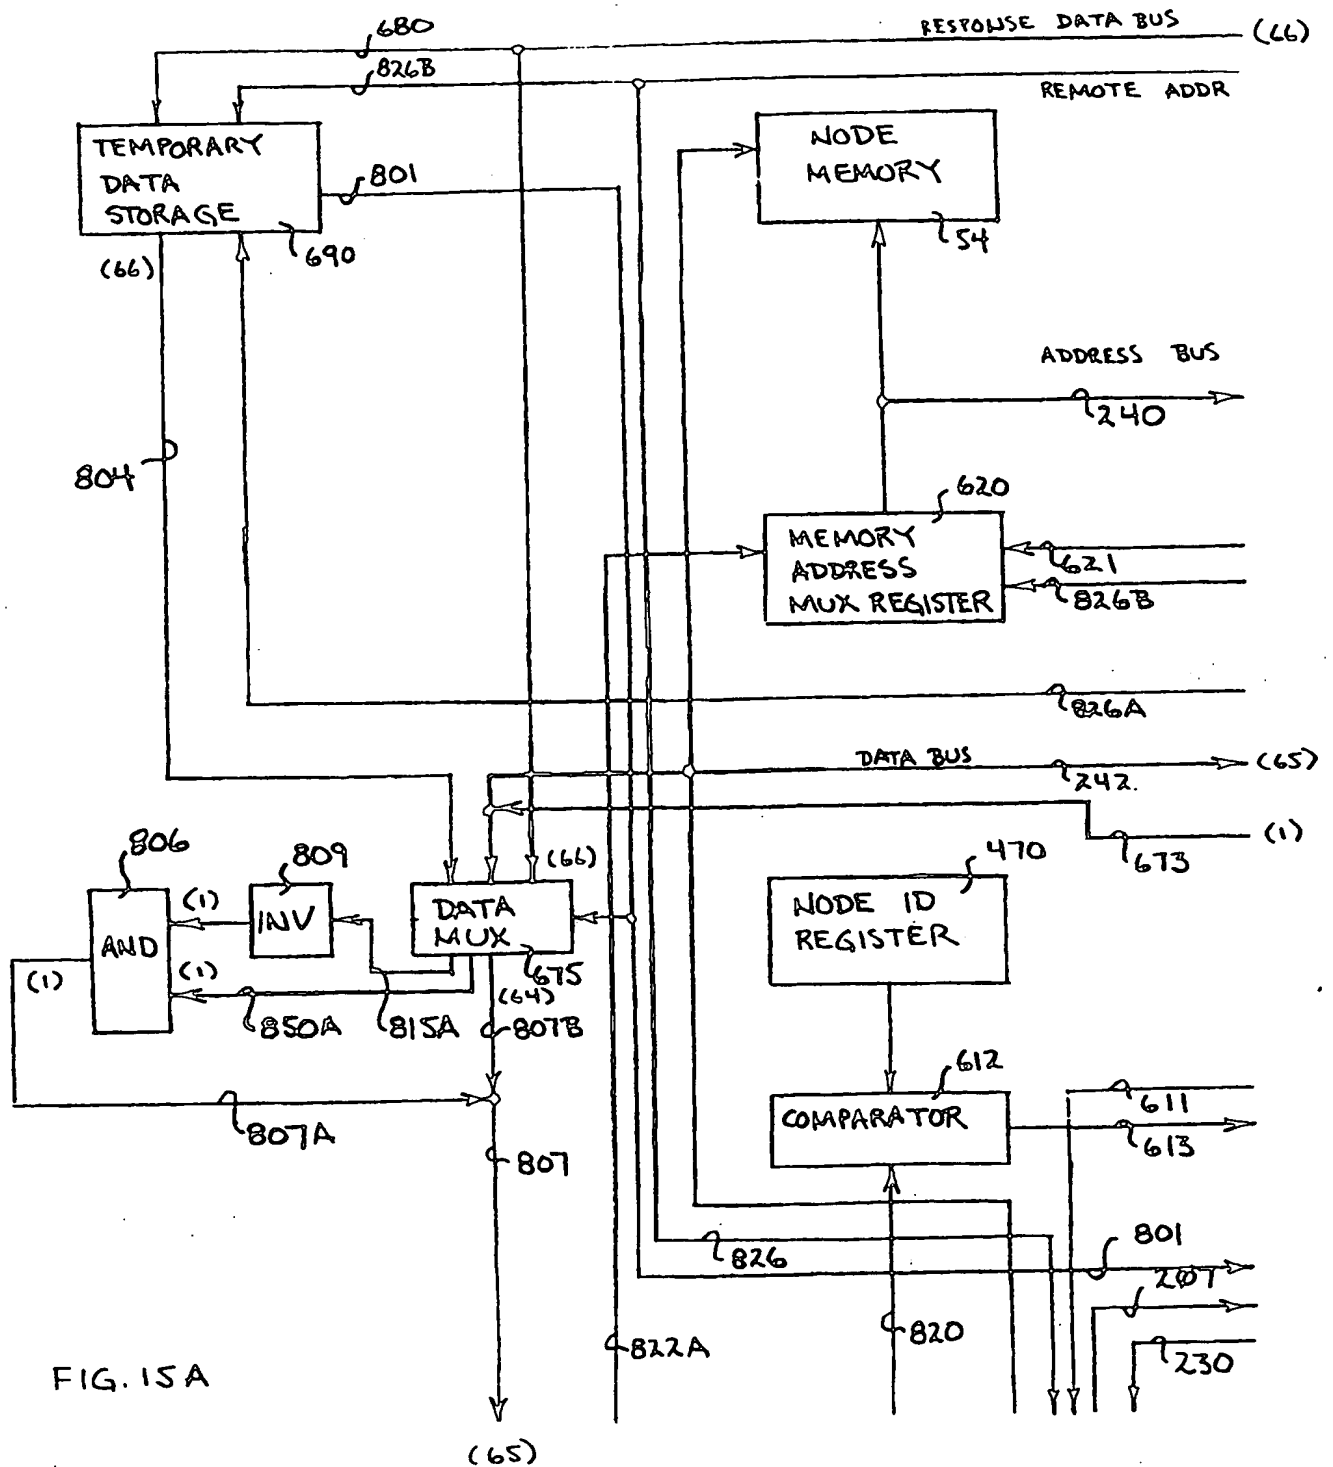 680
RESPONSE DATA BUS
(66)
826B
REMOTE ADDR
TEMPORARY
DATA
STORAGE
801
690
(66)
NODE
MEMORY
54
ADDRESS BUS
240
804
620
MEMORY
ADDRESS
MUX REGISTER
621
826B
826A
DATA BUS
242.
(65)
673
(1)
806
809
(66)
470
(1)
INV
DATA
MUX
NODE ID
REGISTER
AND
(1)
(1)
675
(64)
850A
815A
807B
612
COMPARATOR
611
613
807A
807
826
801
207
822A
820
230
FIG. 15A
(65)